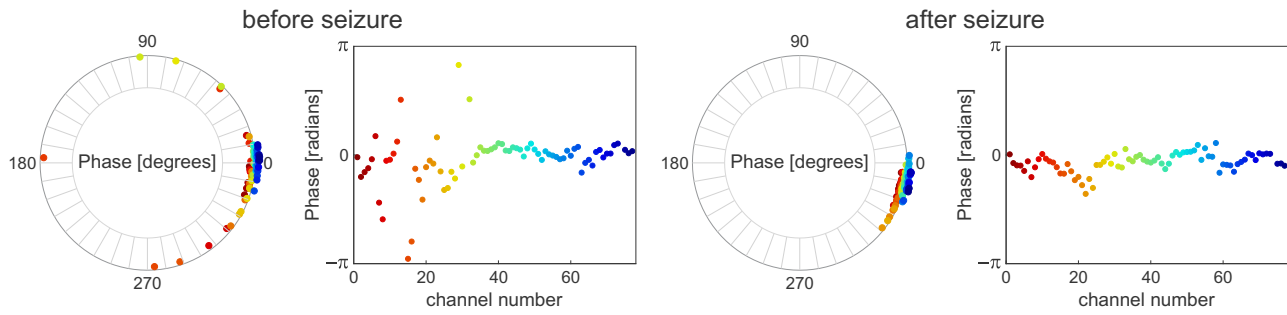 before seizure
90
180
Phase [degrees]
0
270
π
0
−π
Phase [radians]
0
20
40
60
channel number
after seizure
90
180
Phase [degrees]
0
270
π
0
−π
Phase [radians]
0
20
40
60
channel number